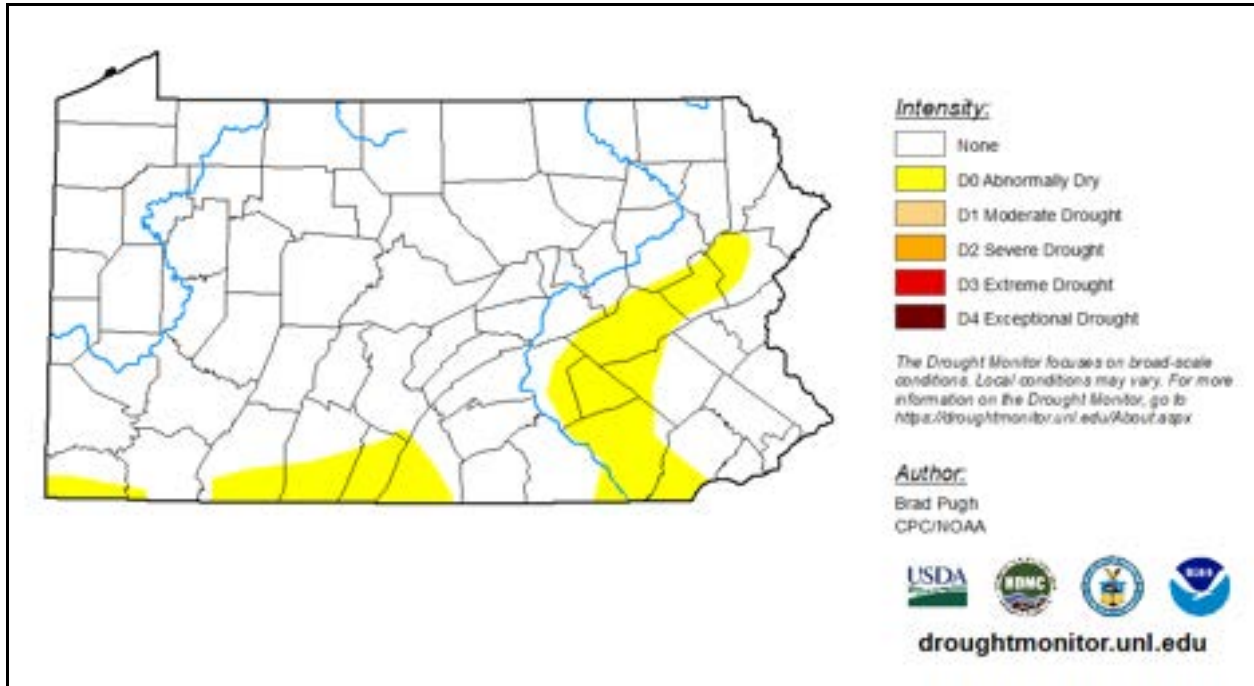 Intensity:
None
D0 Abnormally Dry
D1 Moderate Drought
D2 Severe Drought
D3 Extreme Drought
D4 Exceptional Drought
The Drought Monitor focuses on broad-scale
conditions. Local conditions may vary. For more
information on the Drought Monitor, go to
https://droughtmonitor.unl.edu/About.aspx
Author:
Brad Pugh
CPC/NOAA
USDA
NDMC
droughtmonitor.unl.edu